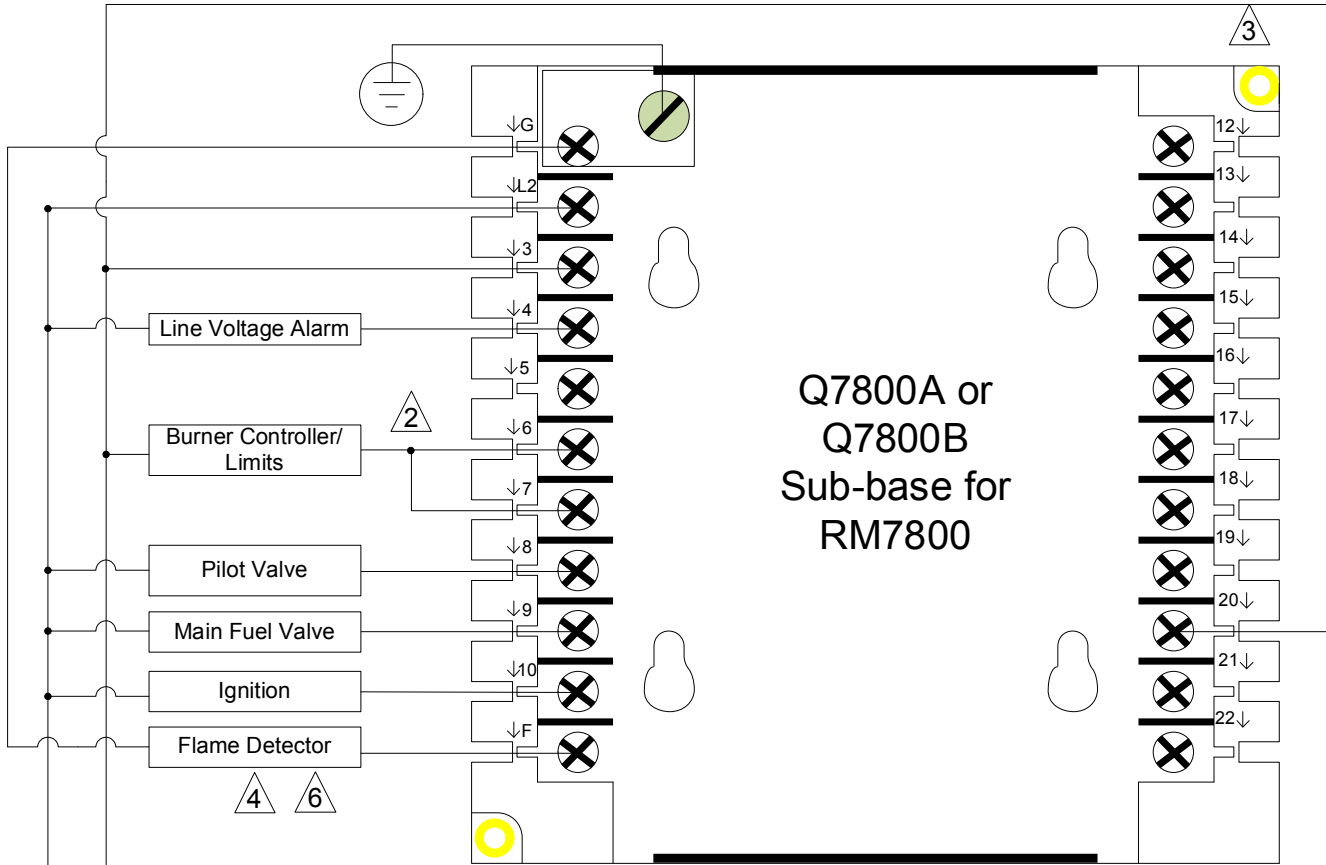 3
↓G
↓L2
↓3
↓4
↓5
↓6
↓7
↓8
↓9
↓10
↓F
Line Voltage Alarm
Burner Controller/
Limits
2
Pilot Valve
Main Fuel Valve
Ignition
Flame Detector
4
6
Q7800A or
Q7800B
Sub-base for
RM7800
12↓
13↓
14↓
15↓
16↓
17↓
18↓
19↓
20↓
21↓
22↓